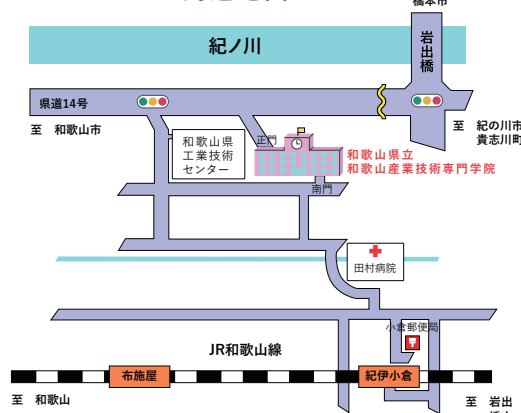 橋本市
紀ノ川
岩出橋
県道14号
至 和歌山市
至 紀の川市
貴志川町
正門
和歌山県
工業技術
センター
和歌山県立
和歌山産業技術専門学院
南門
田村病院
小倉郵便局
JR和歌山線
布施屋
紀伊小倉
至 和歌山
至 岩出